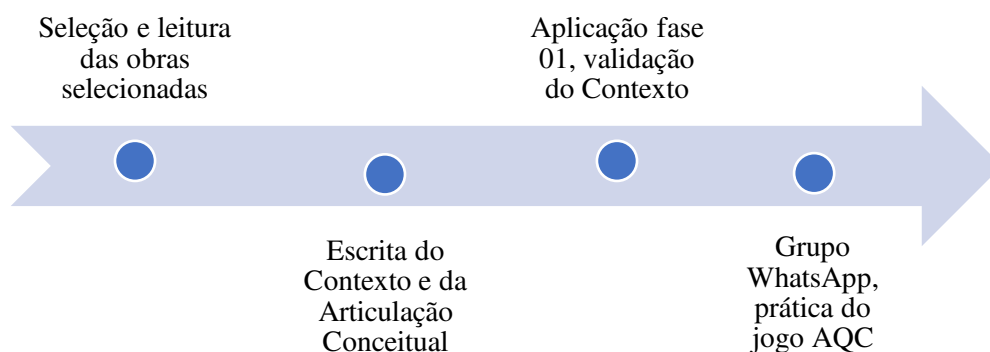 Seleção e leitura
das obras
selecionadas
Escrita do
Contexto e da
Articulação
Conceitual
Aplicação fase
01, validação
do Contexto
Grupo
WhatsApp,
prática do
jogo AQC